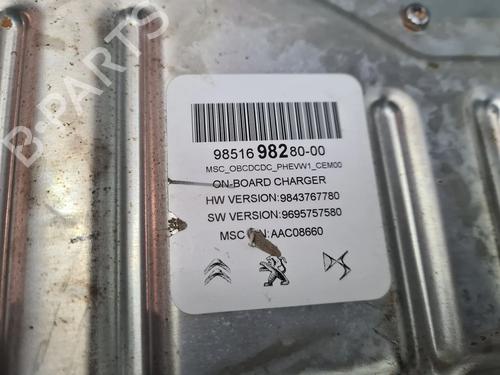 98516 982 80-00
MSC_OBCDCDC_PHEVW1_CEM00
ON-BOARD CHARGER
HW VERSION:9843767780
SW VERSION:9695757580
MSC :AAC08660
B-PARTS